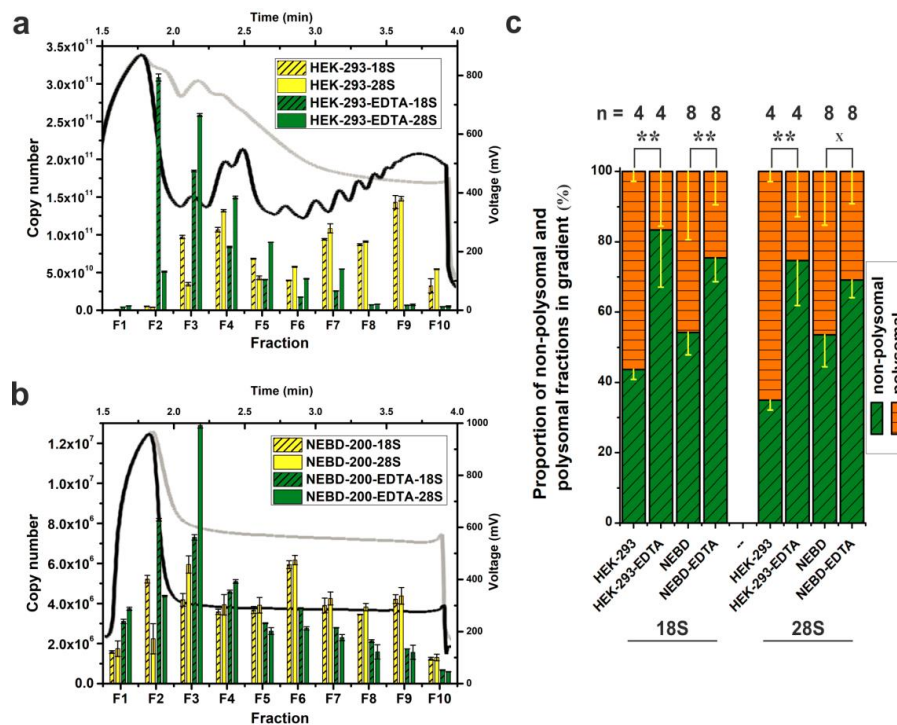 a
Time (min)
1.5 2.0 2.5 3.0 3.5 4.0
3.5x10¹¹
3.0x10¹¹
2.5x10¹¹
2.0x10¹¹
1.5x10¹¹
1.0x10¹¹
5.0x10¹⁰
0.0
Copy number
HEK-293-18S
HEK-293-28S
HEK-293-EDTA-18S
HEK-293-EDTA-28S
800
600
400
200
0
Voltage (mV)
F1 F2 F3 F4 F5 F6 F7 F8 F9 F10
Fraction
b
Time (min)
1.5 2.0 2.5 3.0 3.5 4.0
1.2x10⁷
1.0x10⁷
8.0x10⁶
6.0x10⁶
4.0x10⁶
2.0x10⁶
0.0
Copy number
NEBD-200-18S
NEBD-200-28S
NEBD-200-EDTA-18S
NEBD-200-EDTA-28S
1000
800
600
400
200
0
Voltage (mV)
F1 F2 F3 F4 F5 F6 F7 F8 F9 F10
Fraction
c
n = 4 4 8 8 4 4 8 8
** ** ** x
Proportion of non-polysomal and
polysomal fractions in gradient (%)
100
80
60
40
20
0
HEK-293
HEK-293-EDTA
NEBD
NEBD-EDTA
--
HEK-293
HEK-293-EDTA
NEBD
NEBD-EDTA
18S 28S
non-polysomal